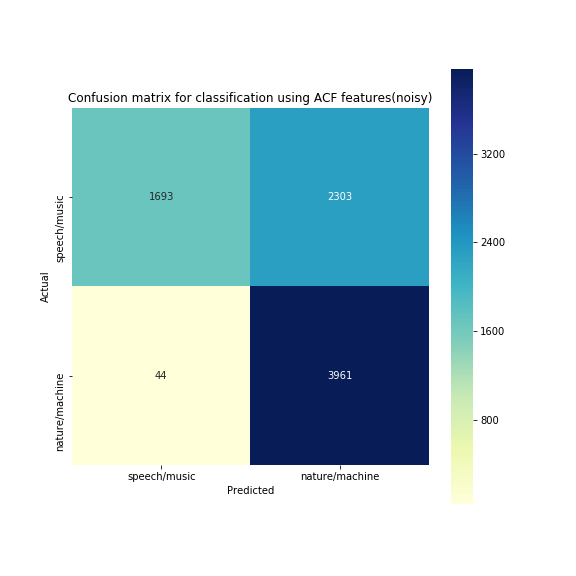 Confusion matrix for classification using ACF features(noisy)
Actual
speech/music
1693
2303
nature/machine
44
3961
speech/music
nature/machine
Predicted
3200
2400
1600
800